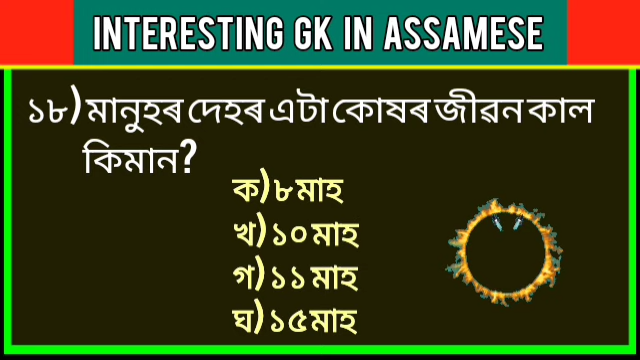 INTERESTING GK IN ASSAMESE
১৮) মানুহৰ দেহৰ এটা কোষৰ জীৱন কাল
কিমান?
ক) ৮ মাহ
খ) ১০ মাহ
গ) ১১ মাহ
ঘ) ১৫ মাহ